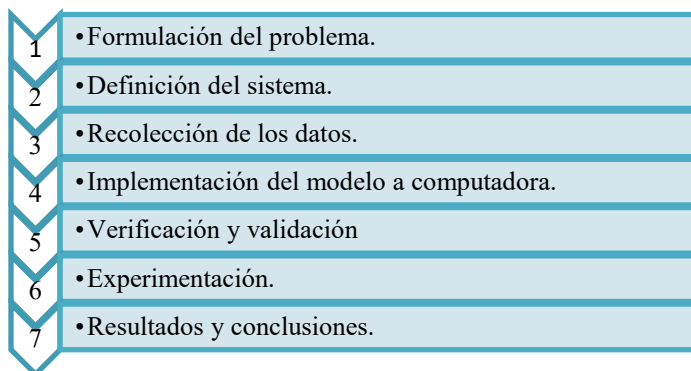 1 •Formulación del problema.
2 •Definición del sistema.
3 •Recolección de los datos.
4 •Implementación del modelo a computadora.
5 •Verificación y validación
6 •Experimentación.
7 •Resultados y conclusiones.